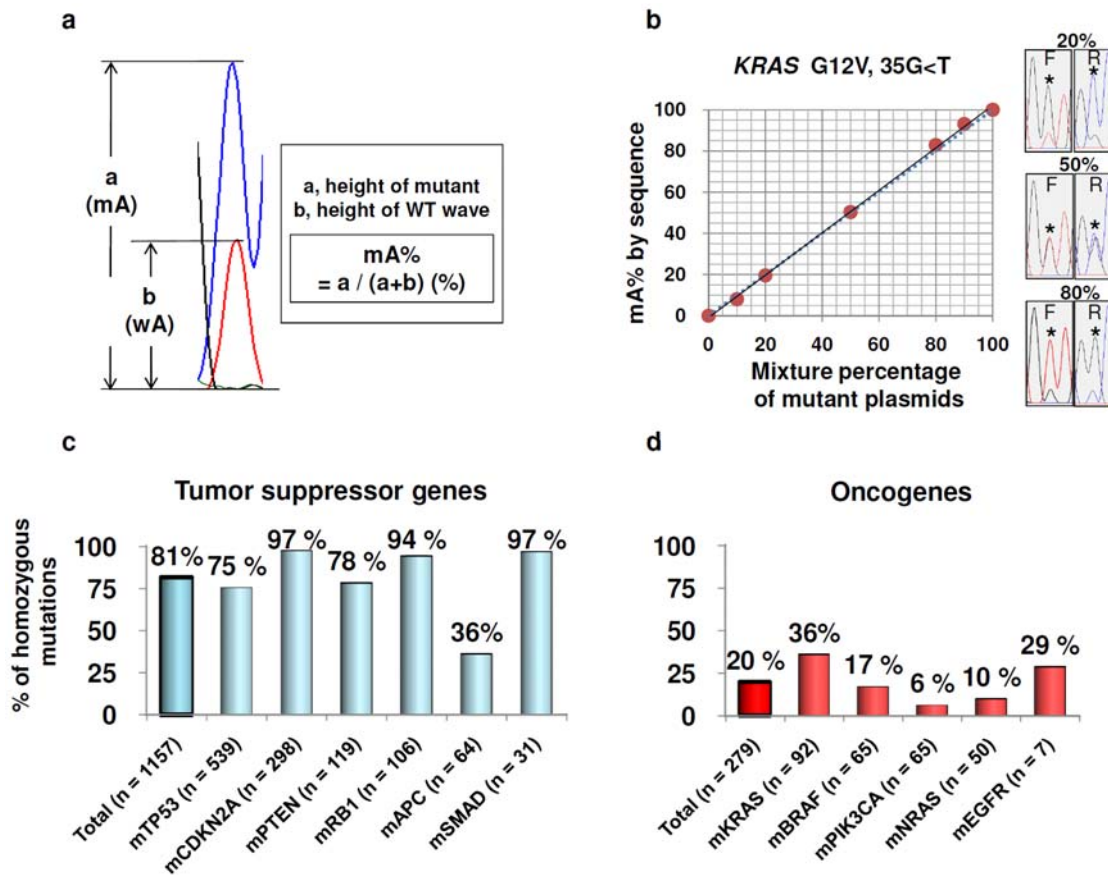 a
a
(mA)
b
(wA)
a, height of mutant
b, height of WT wave
mA%
= a / (a+b) (%)
b
KRAS G12V, 35G<T
mA% by sequence
100
80
60
40
20
0
0 20 40 60 80 100
Mixture percentage
of mutant plasmids
20%
F R
* *
50%
F R
* *
80%
F R
* *
c
Tumor suppressor genes
% of homozygous
mutations
100
75
50
25
0
81% 75 % 97 % 78 % 94 % 36% 97 %
Total (n = 1157)
mTP53 (n = 539)
mCDKN2A (n = 298)
mPTEN (n = 119)
mRB1 (n = 106)
mAPC (n = 64)
mSMAD (n = 31)
d
Oncogenes
100
75
50
25
0
20 % 36% 17 % 6 % 10 % 29 %
Total (n = 279)
mKRAS (n = 92)
mBRAF (n = 65)
mPIK3CA (n = 65)
mNRAS (n = 50)
mEGFR (n = 7)